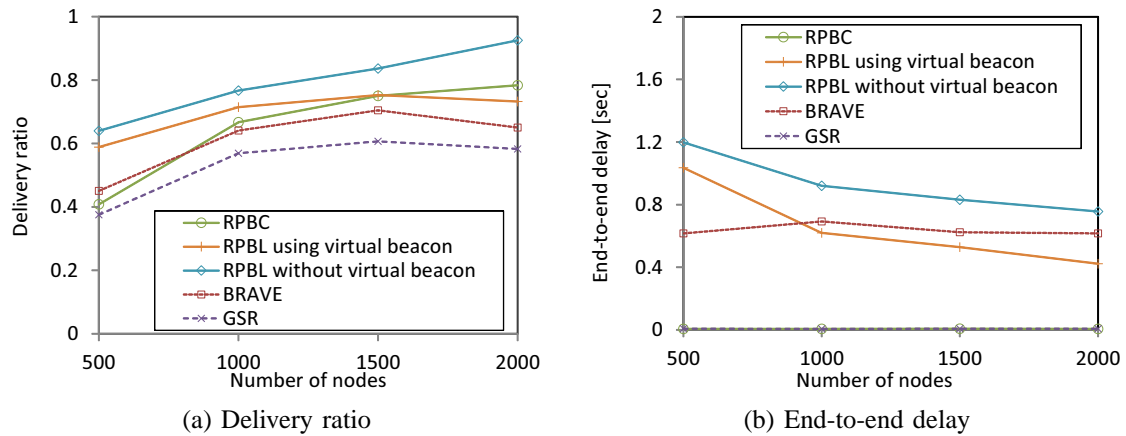 1
0.8
0.6
0.4
0.2
0
Delivery ratio
RPBC
RPBL using virtual beacon
RPBL without virtual beacon
BRAVE
GSR
500
1000
1500
2000
Number of nodes
(a) Delivery ratio
2
1.6
1.2
0.8
0.4
0
End-to-end delay [sec]
RPBC
RPBL using virtual beacon
RPBL without virtual beacon
BRAVE
GSR
500
1000
1500
2000
Number of nodes
(b) End-to-end delay